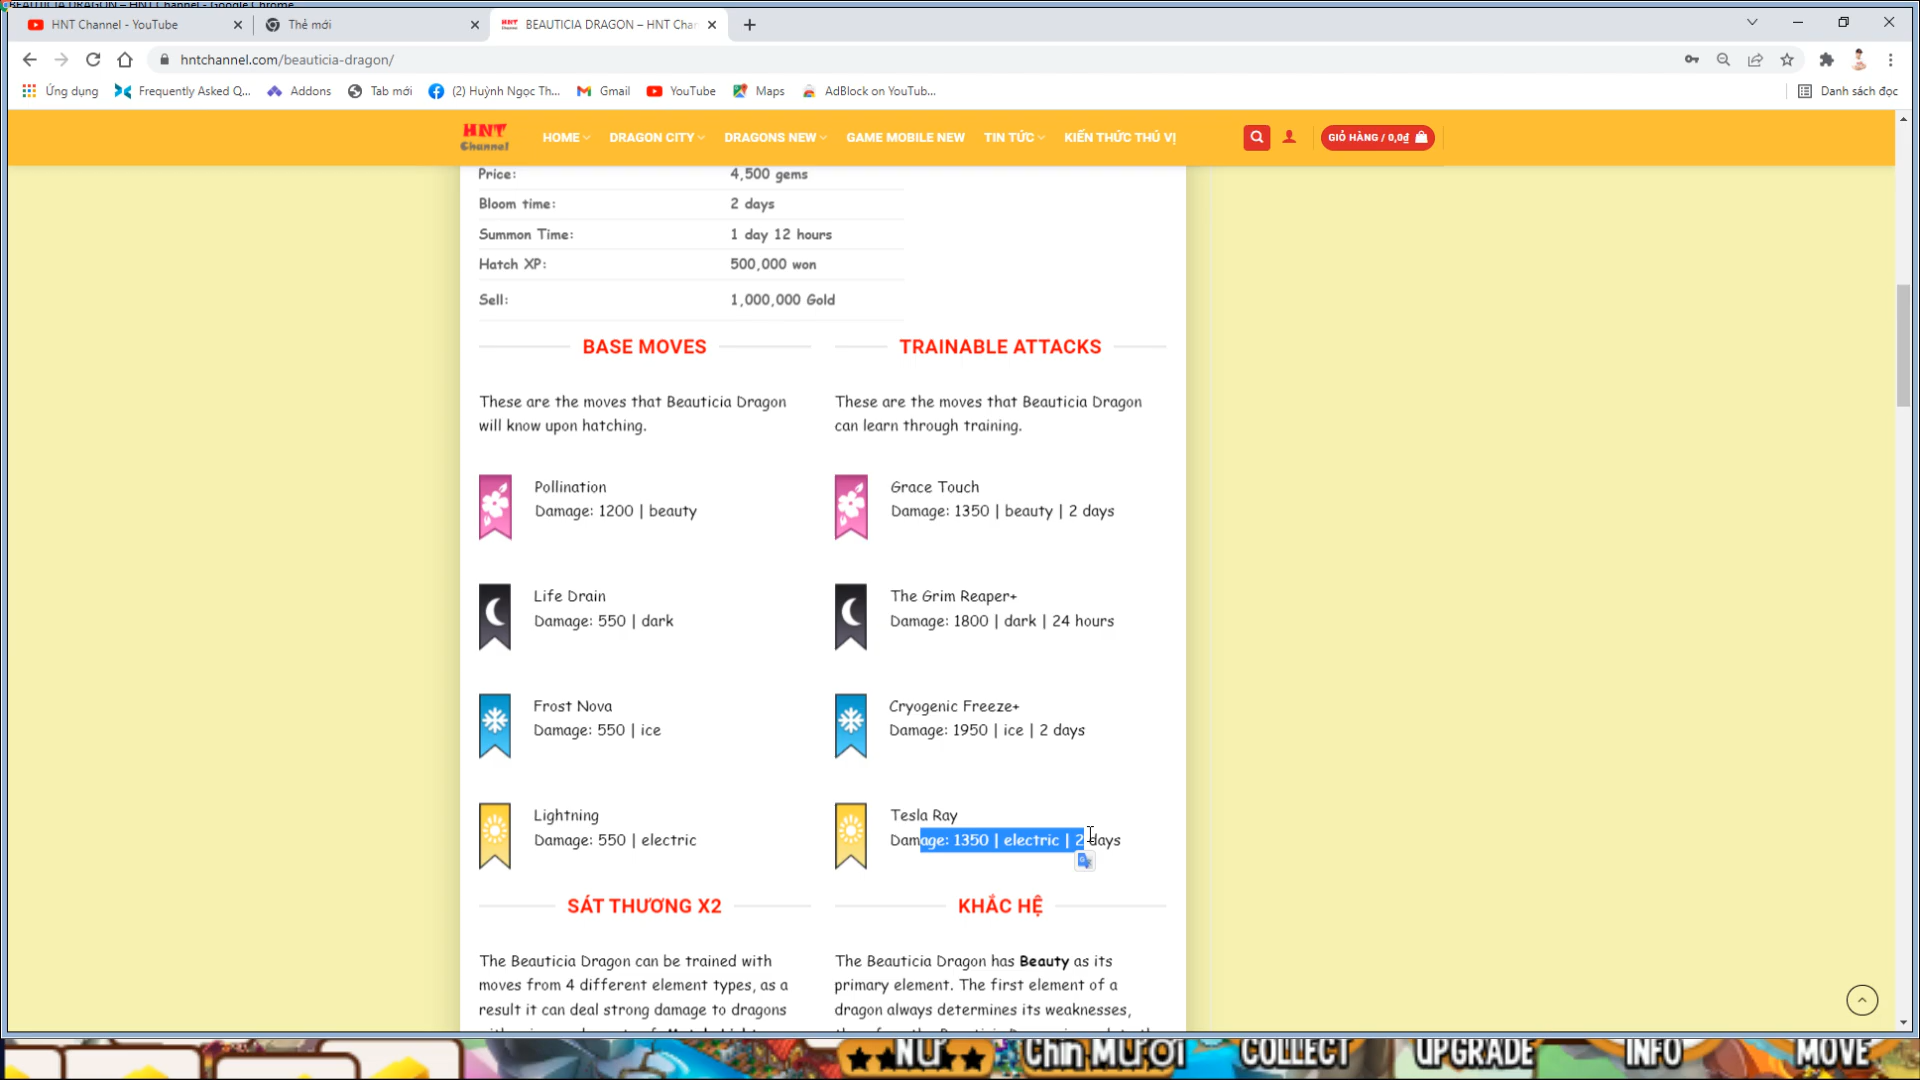 BEAUTICIA DRAGON – HNT Channel - Google Chrome
HNT Channel - YouTube
Thẻ mới
BEAUTICIA DRAGON – HNT Chan
hntchannel.com/beauticia-dragon/
Ứng dụng
Frequently Asked Q...
Addons
Tab mới
(2) Huỳnh Ngọc Th...
Gmail
YouTube
Maps
AdBlock on YouTub...
Danh sách đọc
HNT Channel
HOME
DRAGON CITY
DRAGONS NEW
GAME MOBILE NEW
TIN TỨC
KIẾN THỨC THÚ VỊ
GIỎ HÀNG / 0,0₫
Price: 4,500 gems
Bloom time: 2 days
Summon Time: 1 day 12 hours
Hatch XP: 500,000 won
Sell: 1,000,000 Gold
BASE MOVES
These are the moves that Beauticia Dragon
will know upon hatching.
Pollination
Damage: 1200 | beauty
Life Drain
Damage: 550 | dark
Frost Nova
Damage: 550 | ice
Lightning
Damage: 550 | electric
TRAINABLE ATTACKS
These are the moves that Beauticia Dragon
can learn through training.
Grace Touch
Damage: 1350 | beauty | 2 days
The Grim Reaper+
Damage: 1800 | dark | 24 hours
Cryogenic Freeze+
Damage: 1950 | ice | 2 days
Tesla Ray
Damage: 1350 | electric | 2 days
SÁT THƯƠNG X2
The Beauticia Dragon can be trained with
moves from 4 different element types, as a
result it can deal strong damage to dragons
KHẮC HỆ
The Beauticia Dragon has Beauty as its
primary element. The first element of a
dragon always determines its weaknesses,
Chín Mươi
COLLECT
UPGRADE
INFO
MOVE